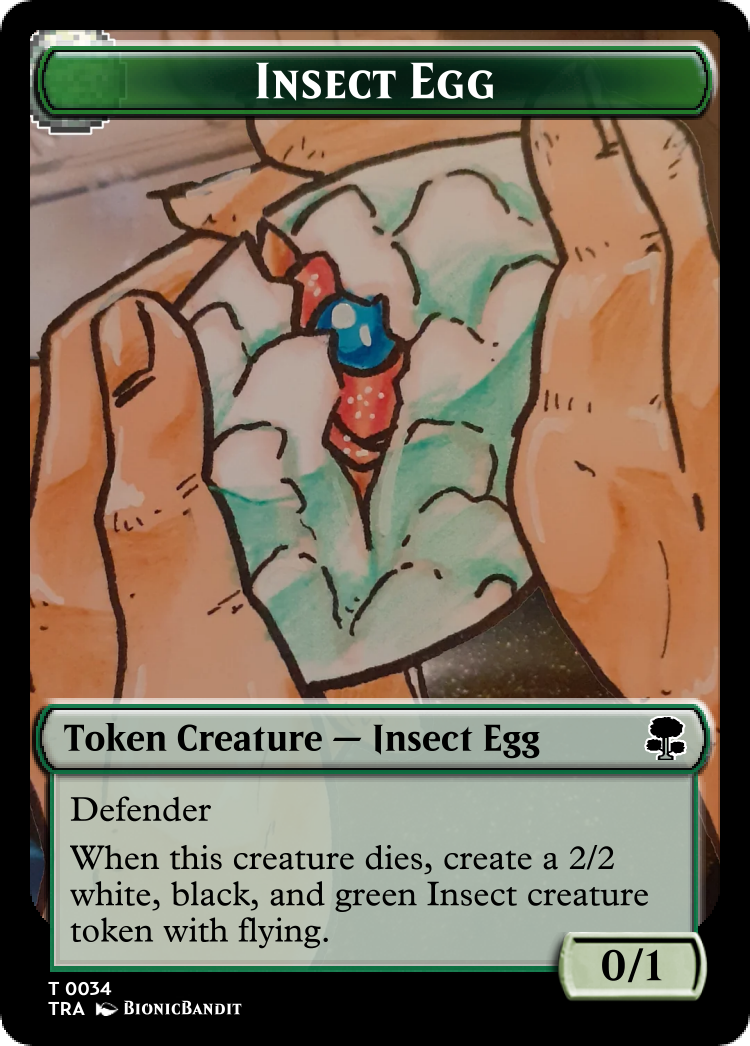 Insect Egg
Token Creature — Insect Egg
Defender
When this creature dies, create a 2/2
white, black, and green Insect creature
token with flying.
0/1
T 0034
TRA BionicBandit